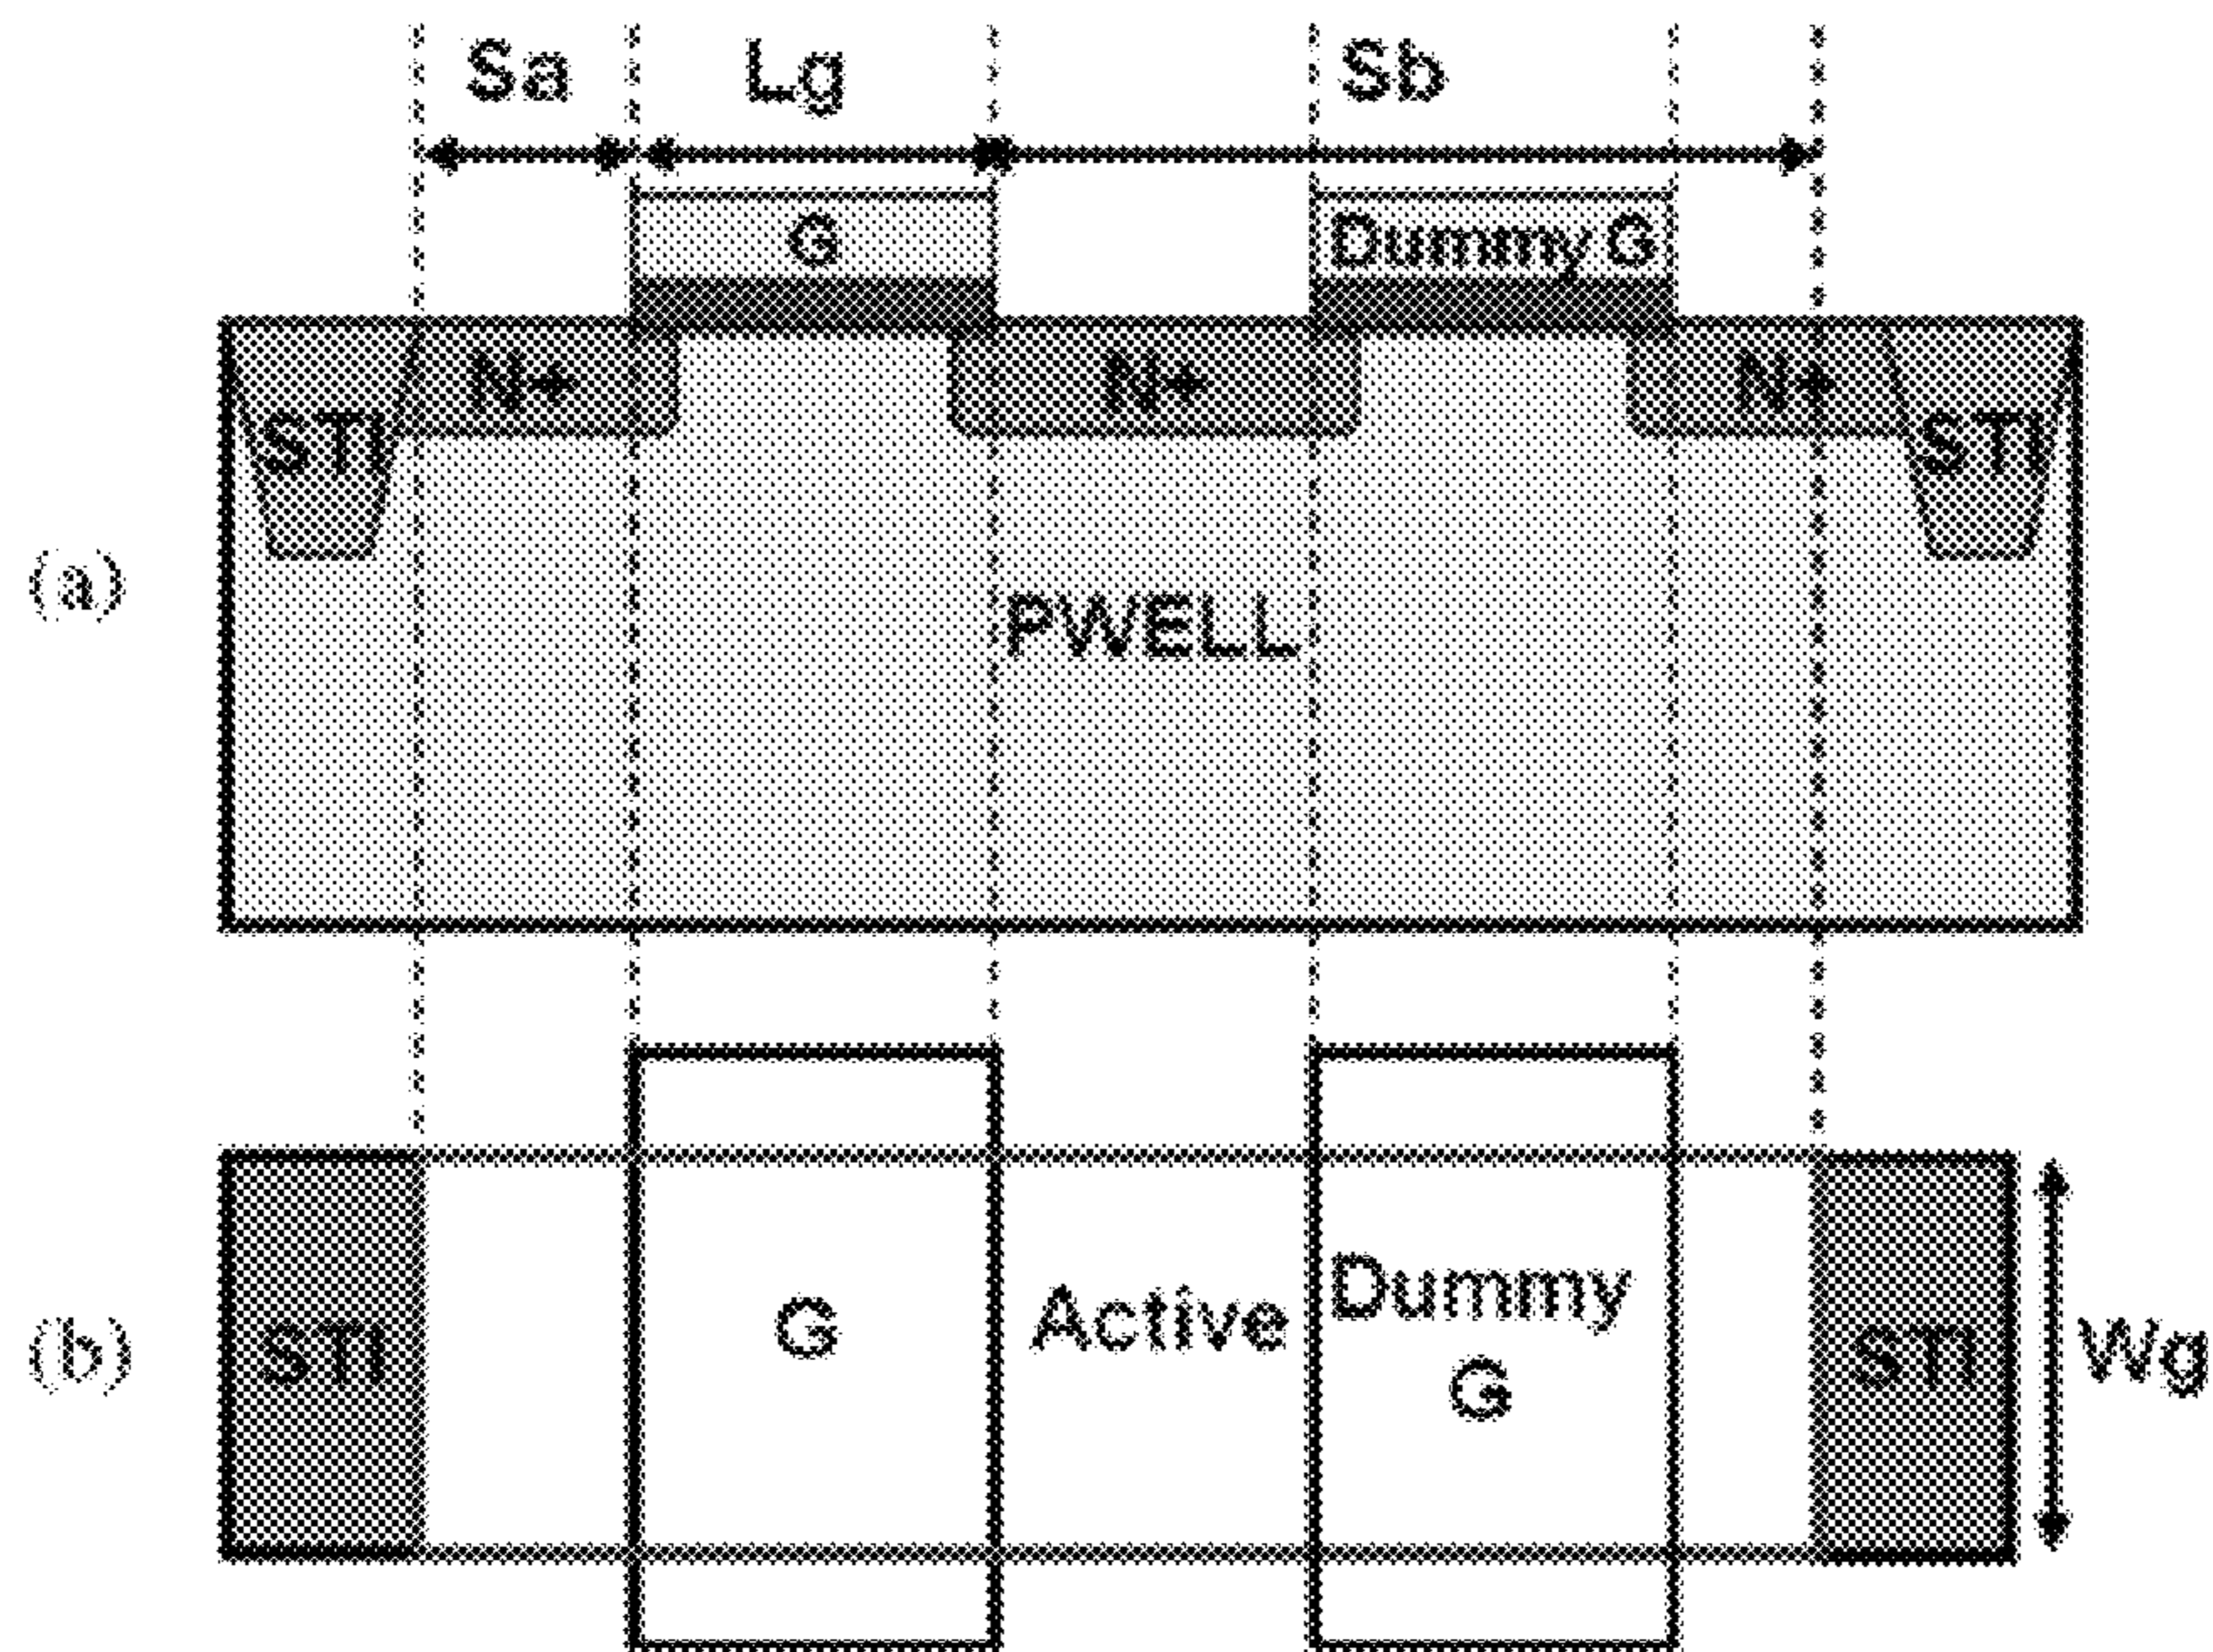 Sa Lg Sb
G Dummy G
N+ N+ N+
STI STI
(a)
PWELL
Dummy
G Active
(b) STI STI Wg
G